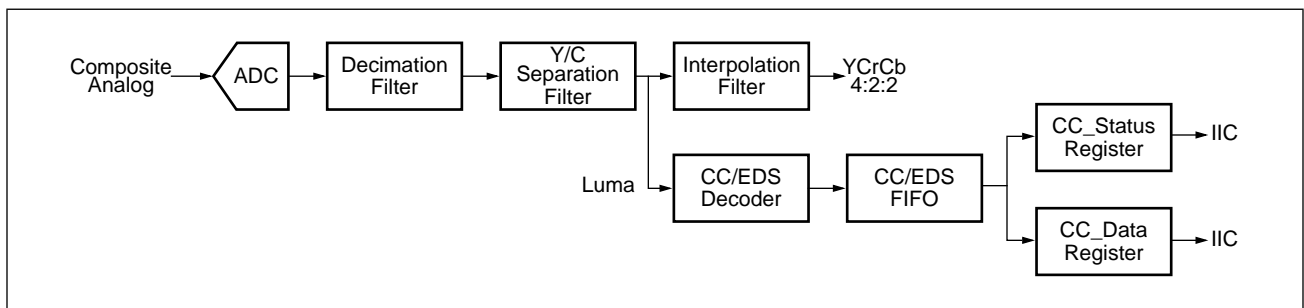 Composite
Analog
ADC
Decimation
Filter
Y/C
Separation
Filter
Interpolation
Filter
YCrCb
4:2:2
Luma
CC/EDS
Decoder
CC/EDS
FIFO
CC_Status
Register
IIC
CC_Data
Register
IIC